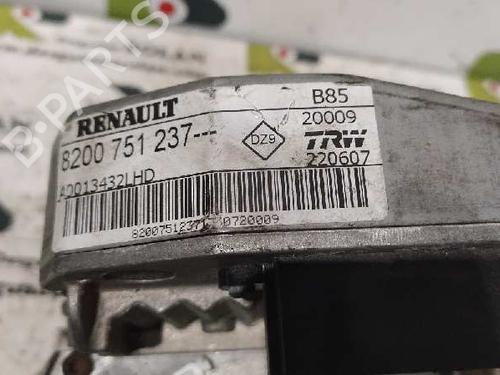 RENAULT
B85
8200 751 237---
DZ9
20009
TRW
220607
A0013432LHD
B-PARTS